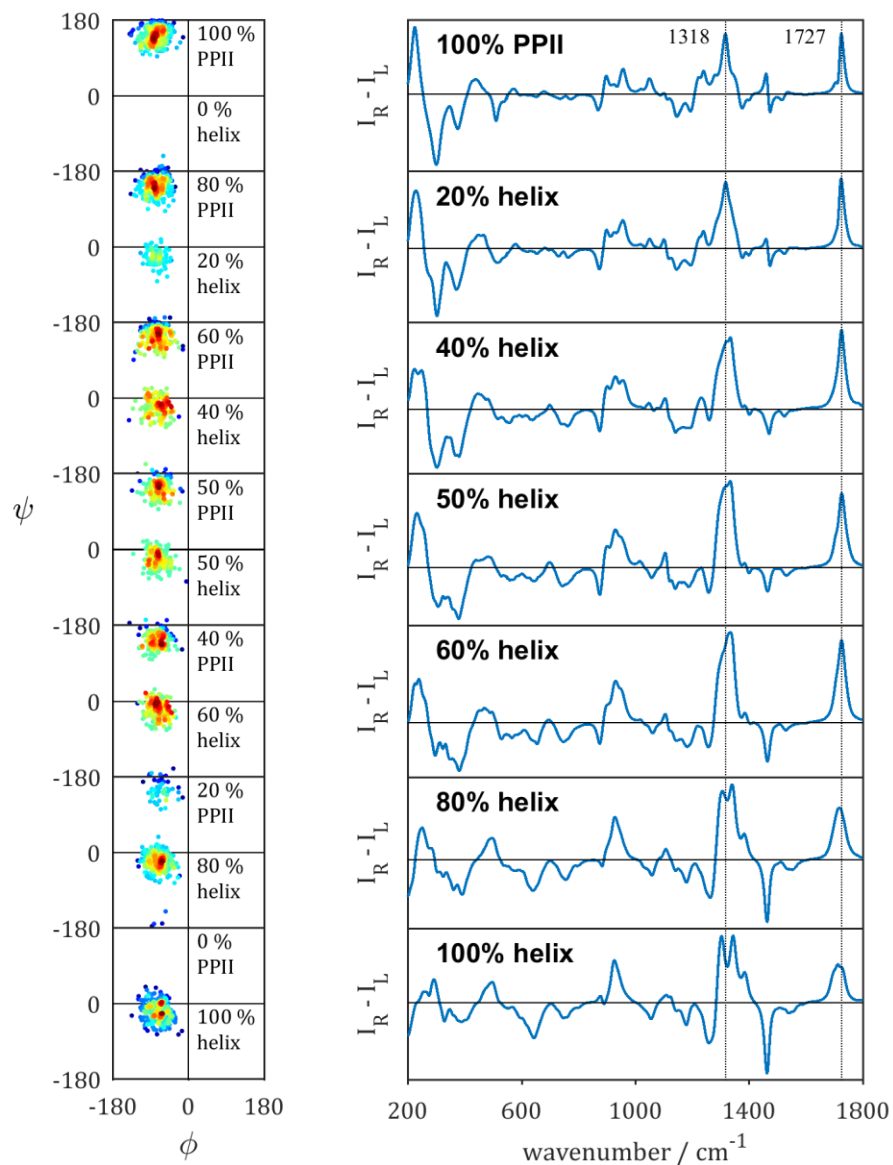 180
0
-180
0
-180
0
-180
0
-180
0
-180
0
-180
0
-180
-180 0 180
ψ
ϕ
100 %
PPII
0 %
helix
80 %
PPII
20 %
helix
60 %
PPII
40 %
helix
50 %
PPII
50 %
helix
40 %
PPII
60 %
helix
20 %
PPII
80 %
helix
0 %
PPII
100 %
helix
100% PPII
1318
1727
I_R - I_L
20% helix
I_R - I_L
40% helix
I_R - I_L
50% helix
I_R - I_L
60% helix
I_R - I_L
80% helix
I_R - I_L
100% helix
I_R - I_L
200 600 1000 1400 1800
wavenumber / cm⁻¹